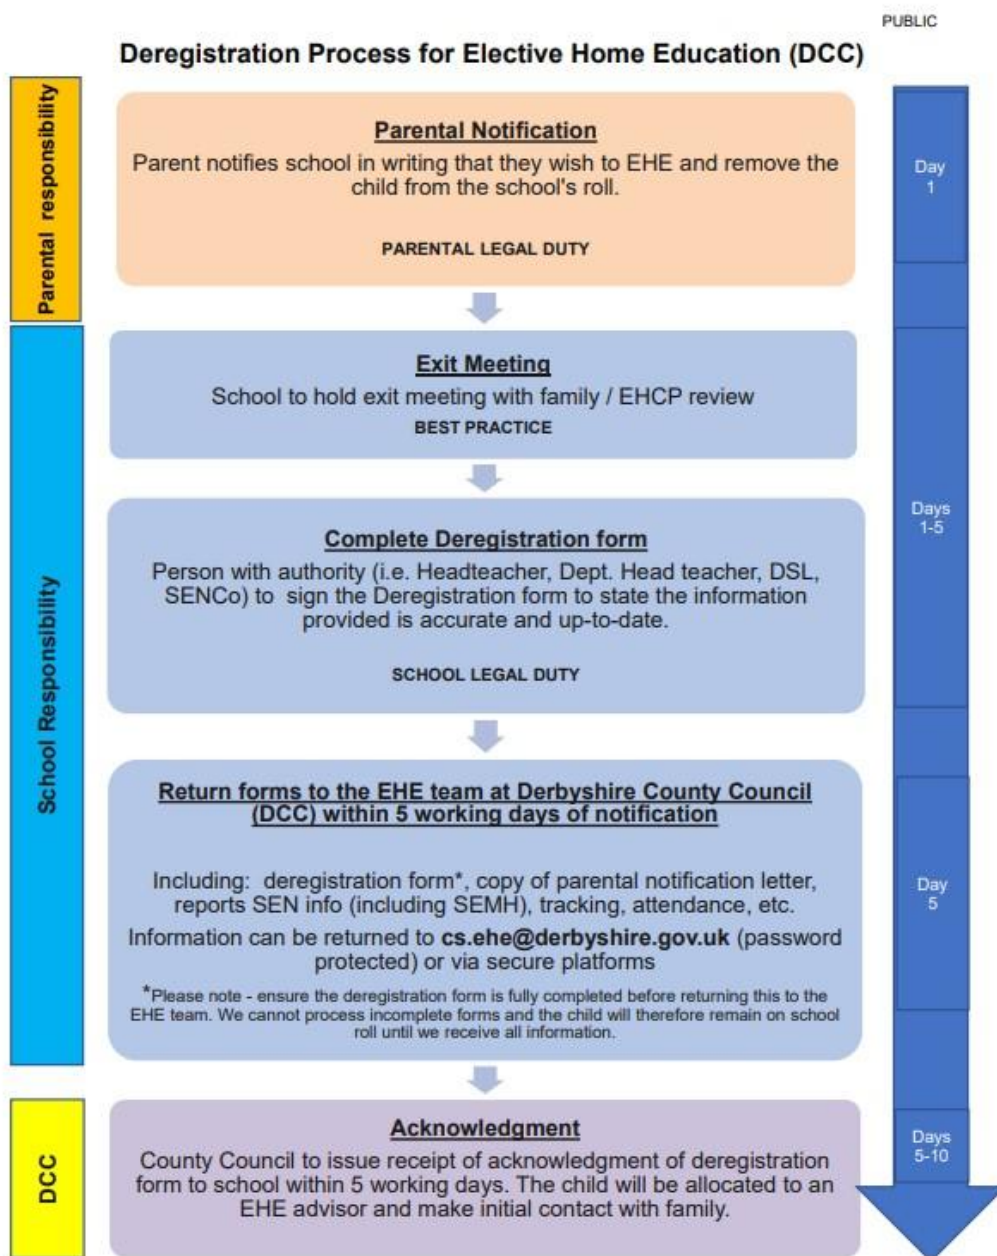 PUBLIC
Deregistration Process for Elective Home Education (DCC)
Parental responsibility
Parental Notification
Parent notifies school in writing that they wish to EHE and remove the
child from the school's roll.
PARENTAL LEGAL DUTY
Day
1
School Responsibility
Exit Meeting
School to hold exit meeting with family / EHCP review
BEST PRACTICE
Complete Deregistration form
Person with authority (i.e. Headteacher, Dept. Head teacher, DSL,
SENCo) to sign the Deregistration form to state the information
provided is accurate and up-to-date.
SCHOOL LEGAL DUTY
Days
1-5
Return forms to the EHE team at Derbyshire County Council
(DCC) within 5 working days of notification
Including: deregistration form*, copy of parental notification letter,
reports SEN info (including SEMH), tracking, attendance, etc.
Information can be returned to cs.ehe@derbyshire.gov.uk (password
protected) or via secure platforms
*Please note - ensure the deregistration form is fully completed before returning this to the
EHE team. We cannot process incomplete forms and the child will therefore remain on school
roll until we receive all information.
Day
5
DCC
Acknowledgment
County Council to issue receipt of acknowledgment of deregistration
form to school within 5 working days. The child will be allocated to an
EHE advisor and make initial contact with family.
Days
5-10